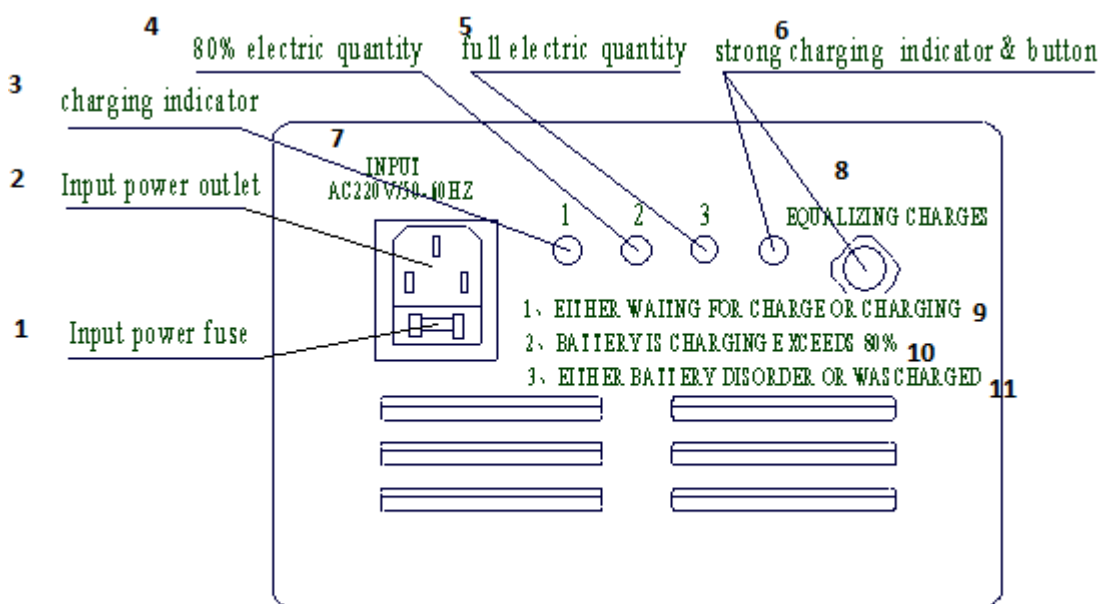 4
5
6
80% electric quantity
full electric quantity
strong charging indicator & button
3
charging indicator
7
2
Input power outlet
INPUT
AC220V/50-60HZ
8
1 2 3
EQUALIZING CHARGES
1
Input power fuse
1、EITHER WAITING FOR CHARGE OR CHARGING
9
2、BATTERY IS CHARGING EXCEEDS 80%
10
3、EITHER BATTERY DISORDER OR WAS CHARGED
11